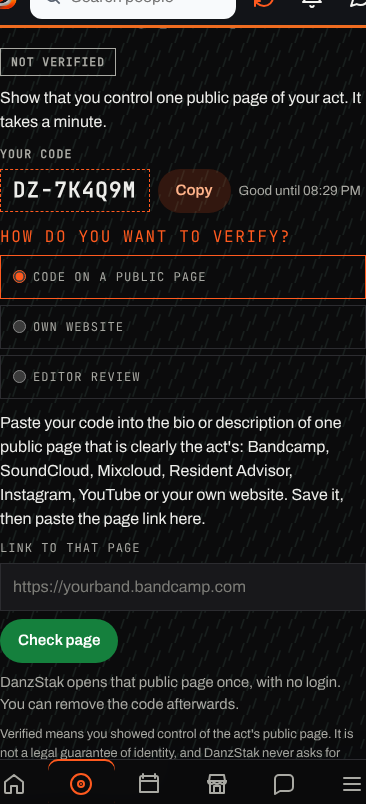 Search people
NOT VERIFIED
Show that you control one public page of your act. It
takes a minute.
YOUR CODE
DZ-7K4Q9M
Copy
Good until 08:29 PM
HOW DO YOU WANT TO VERIFY?
CODE ON A PUBLIC PAGE
OWN WEBSITE
EDITOR REVIEW
Paste your code into the bio or description of one
public page that is clearly the act's: Bandcamp,
SoundCloud, Mixcloud, Resident Advisor,
Instagram, YouTube or your own website. Save it,
then paste the page link here.
LINK TO THAT PAGE
https://yourband.bandcamp.com
Check page
DanzStak opens that public page once, with no login.
You can remove the code afterwards.
Verified means you showed control of the act's public page. It is
not a legal guarantee of identity, and DanzStak never asks for